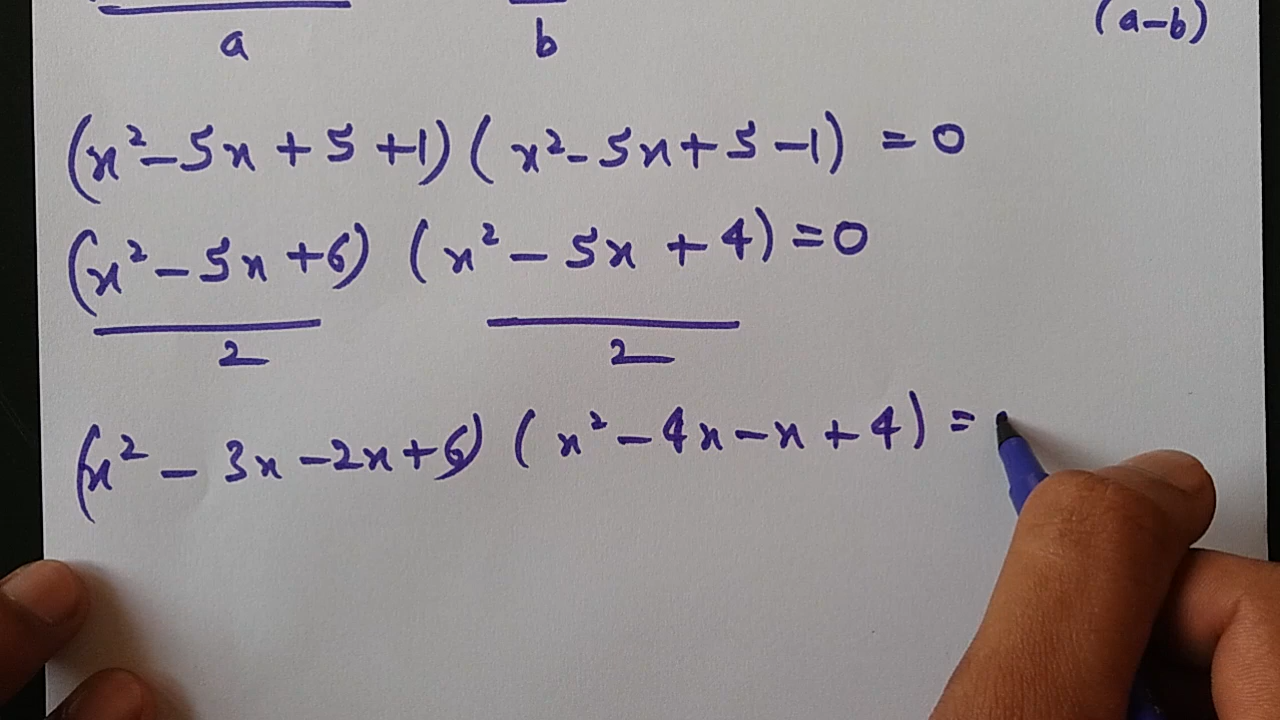 a b (a-b)
(x²-5x+5+1)(x²-5x+5-1)=0
(x²-5x+6)(x²-5x+4)=0
2 2
(x²-3x-2x+6)(x²-4x-x+4)=